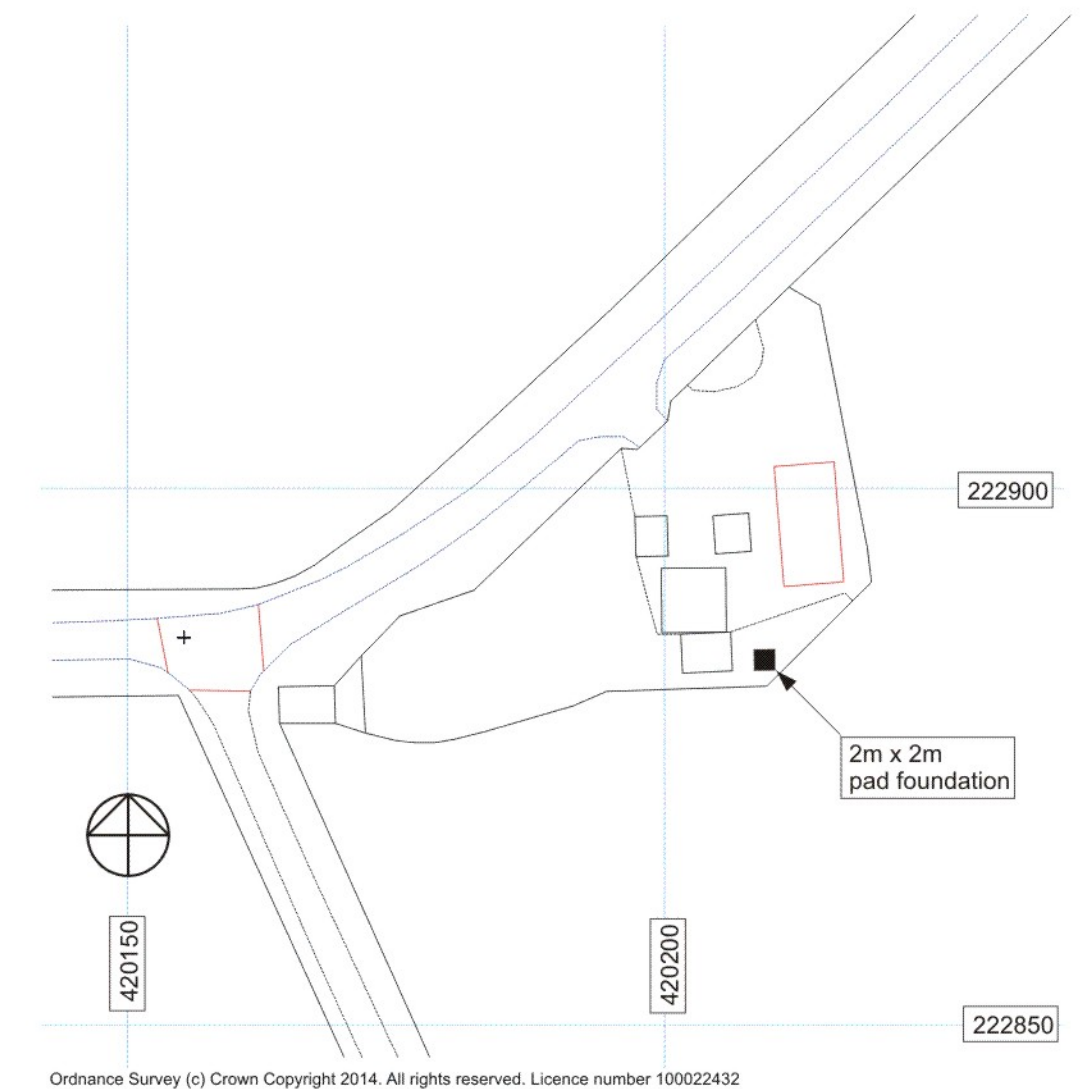 222900
2m x 2m
pad foundation
420150
420200
222850
Ordnance Survey (c) Crown Copyright 2014. All rights reserved. Licence number 100022432